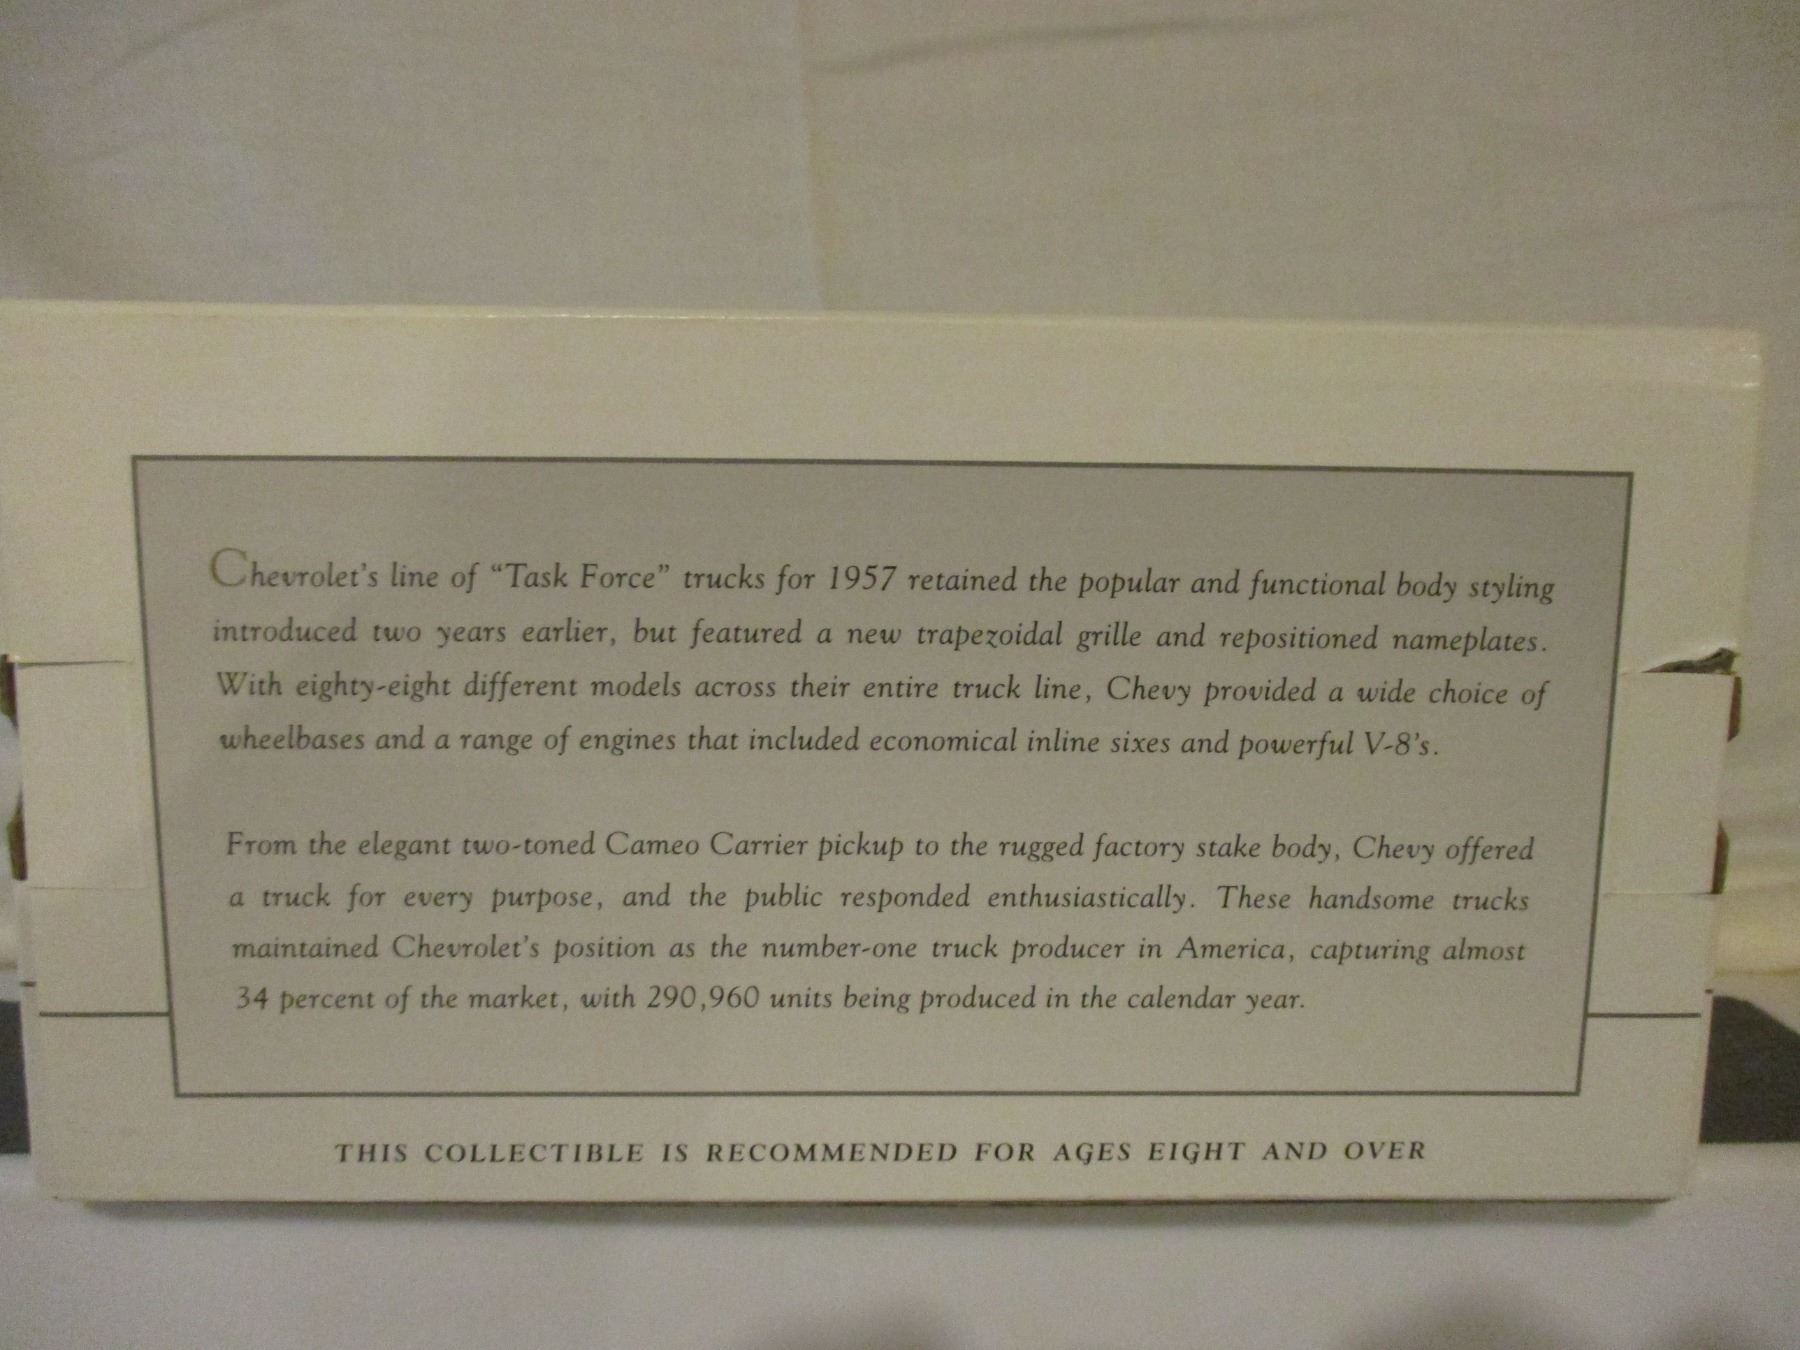 Chevrolet's line of “Task Force” trucks for 1957 retained the popular and functional body styling
introduced two years earlier, but featured a new trapezoidal grille and repositioned nameplates.
With eighty-eight different models across their entire truck line, Chevy provided a wide choice of
wheelbases and a range of engines that included economical inline sixes and powerful V-8's.
From the elegant two-toned Cameo Carrier pickup to the rugged factory stake body, Chevy offered
a truck for every purpose, and the public responded enthusiastically. These handsome trucks
maintained Chevrolet's position as the number-one truck producer in America, capturing almost
34 percent of the market, with 290,960 units being produced in the calendar year.
THIS COLLECTIBLE IS RECOMMENDED FOR AGES EIGHT AND OVER